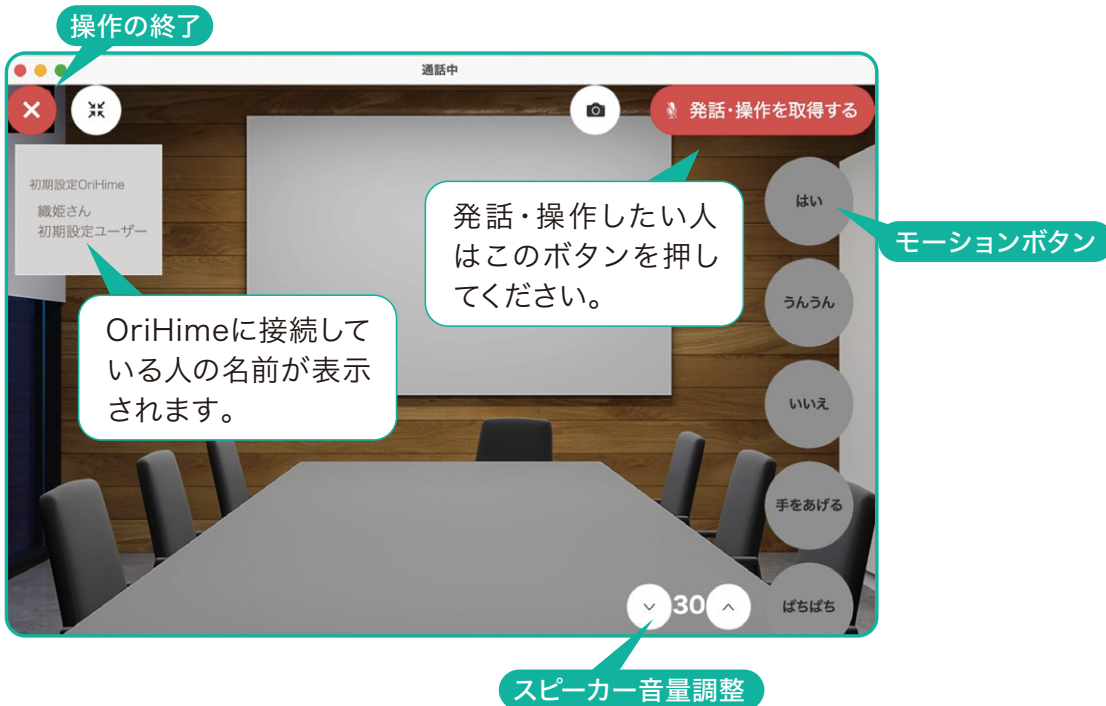 操作の終了
通話中
発話・操作を取得する
初期設定OriHime
織姫さん
初期設定ユーザー
発話・操作したい人
はこのボタンを押し
てください。
はい
モーションボタン
うんうん
OriHimeに接続して
いる人の名前が表示
されます。
いいえ
手をあげる
30
ぱちぱち
スピーカー音量調整